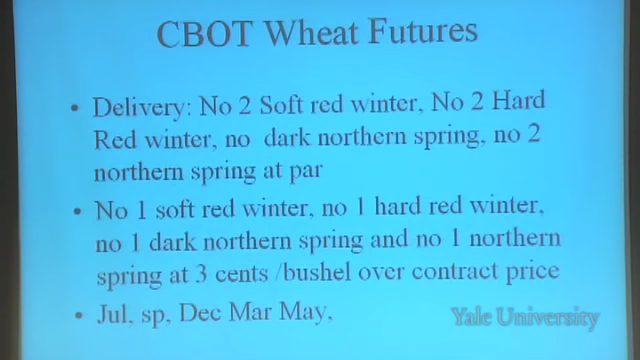 CBOT Wheat Futures
• Delivery: No 2 Soft red winter, No 2 Hard
Red winter, no dark northern spring, no 2
northern spring at par
• No 1 soft red winter, no 1 hard red winter,
no 1 dark northern spring and no 1 northern
spring at 3 cents /bushel over contract price
• Jul, sp, Dec Mar May,
Yale University